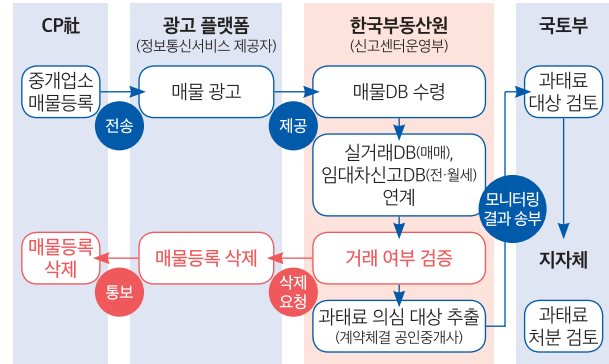 CP社
광고 플랫폼
(정보통신서비스 제공자)
한국부동산원
(신고센터운영부)
국토부
중개업소
매물등록
전송
매물 광고
제공
매물DB 수령
과태료
대상 검토
실거래DB(매매),
임대차신고DB(전·월세)
연계
모니터링
결과 송부
매물등록
삭제
통보
매물등록 삭제
삭제
요청
거래 여부 검증
지자체
과태료 의심 대상 추출
(계약체결 공인중개사)
과태료
처분 검토